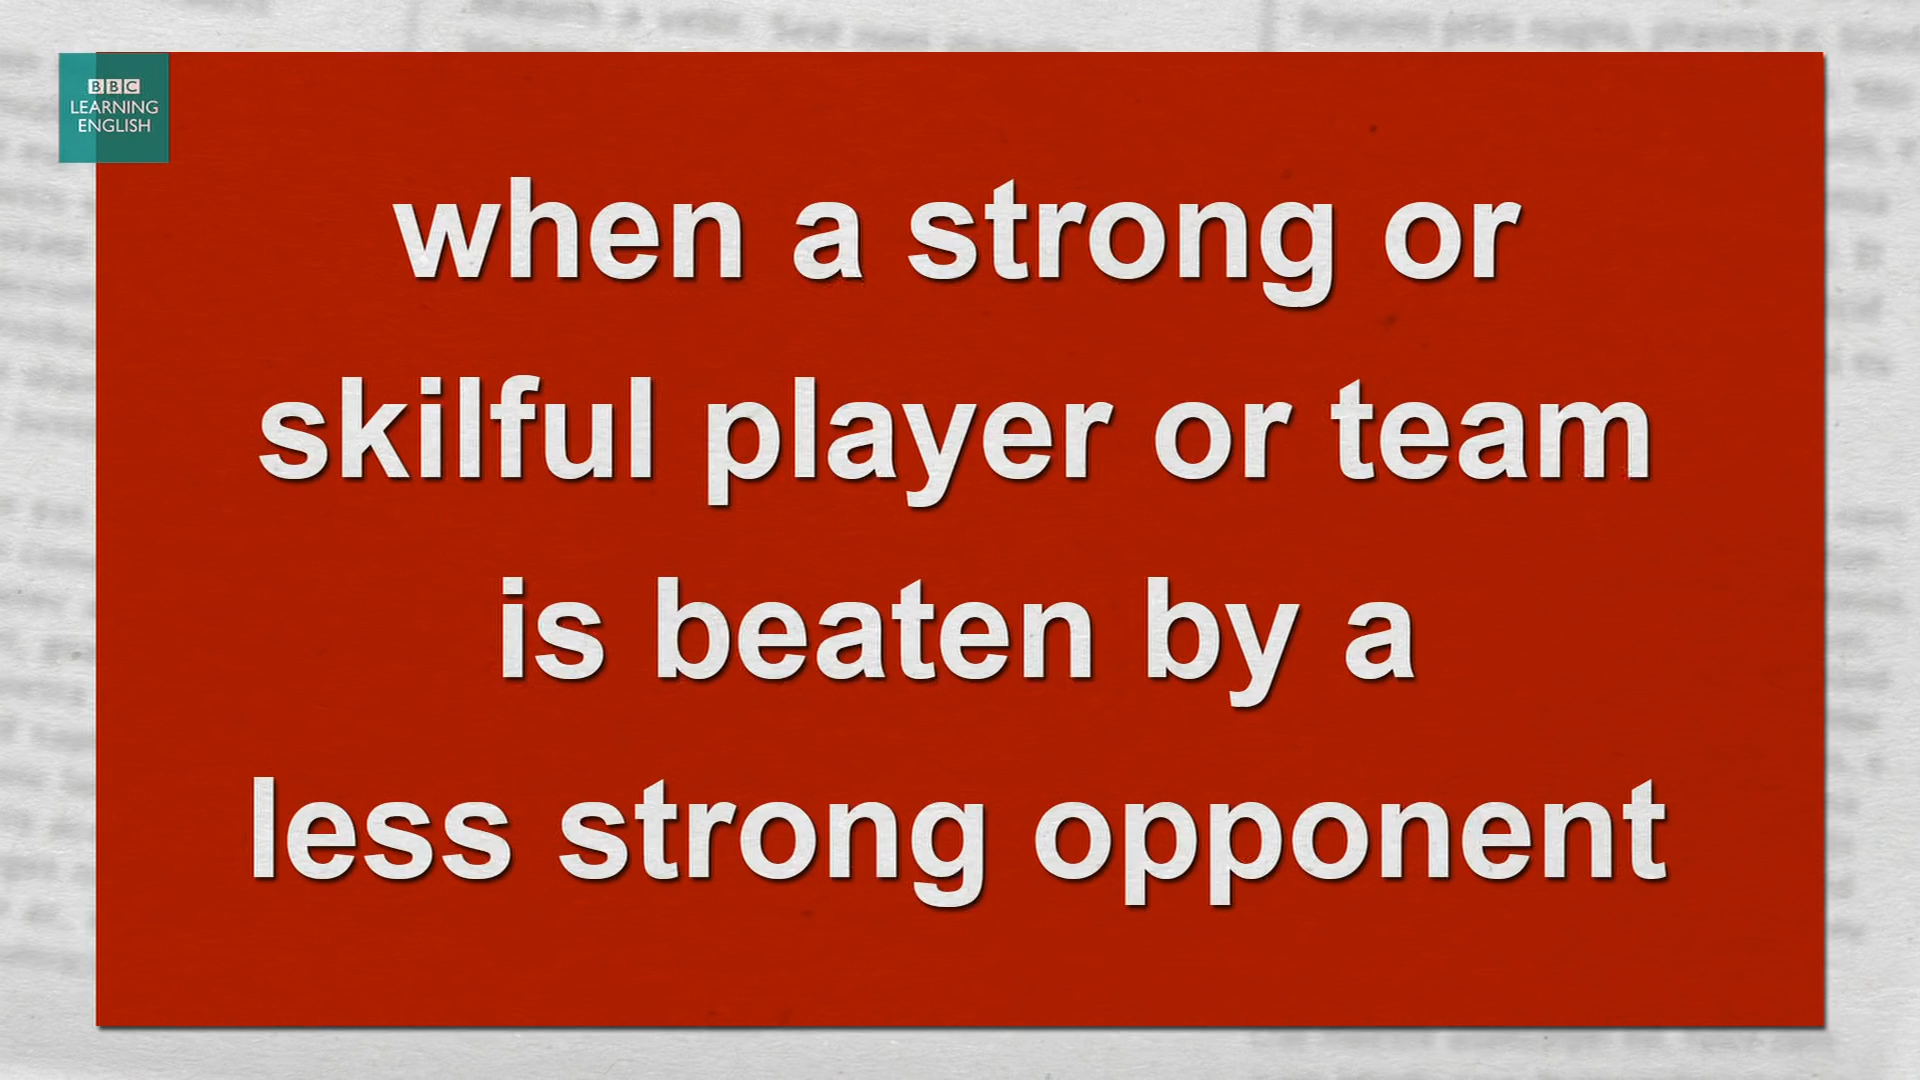 BBC
LEARNING
ENGLISH
when a strong or
skilful player or team
is beaten by a
less strong opponent